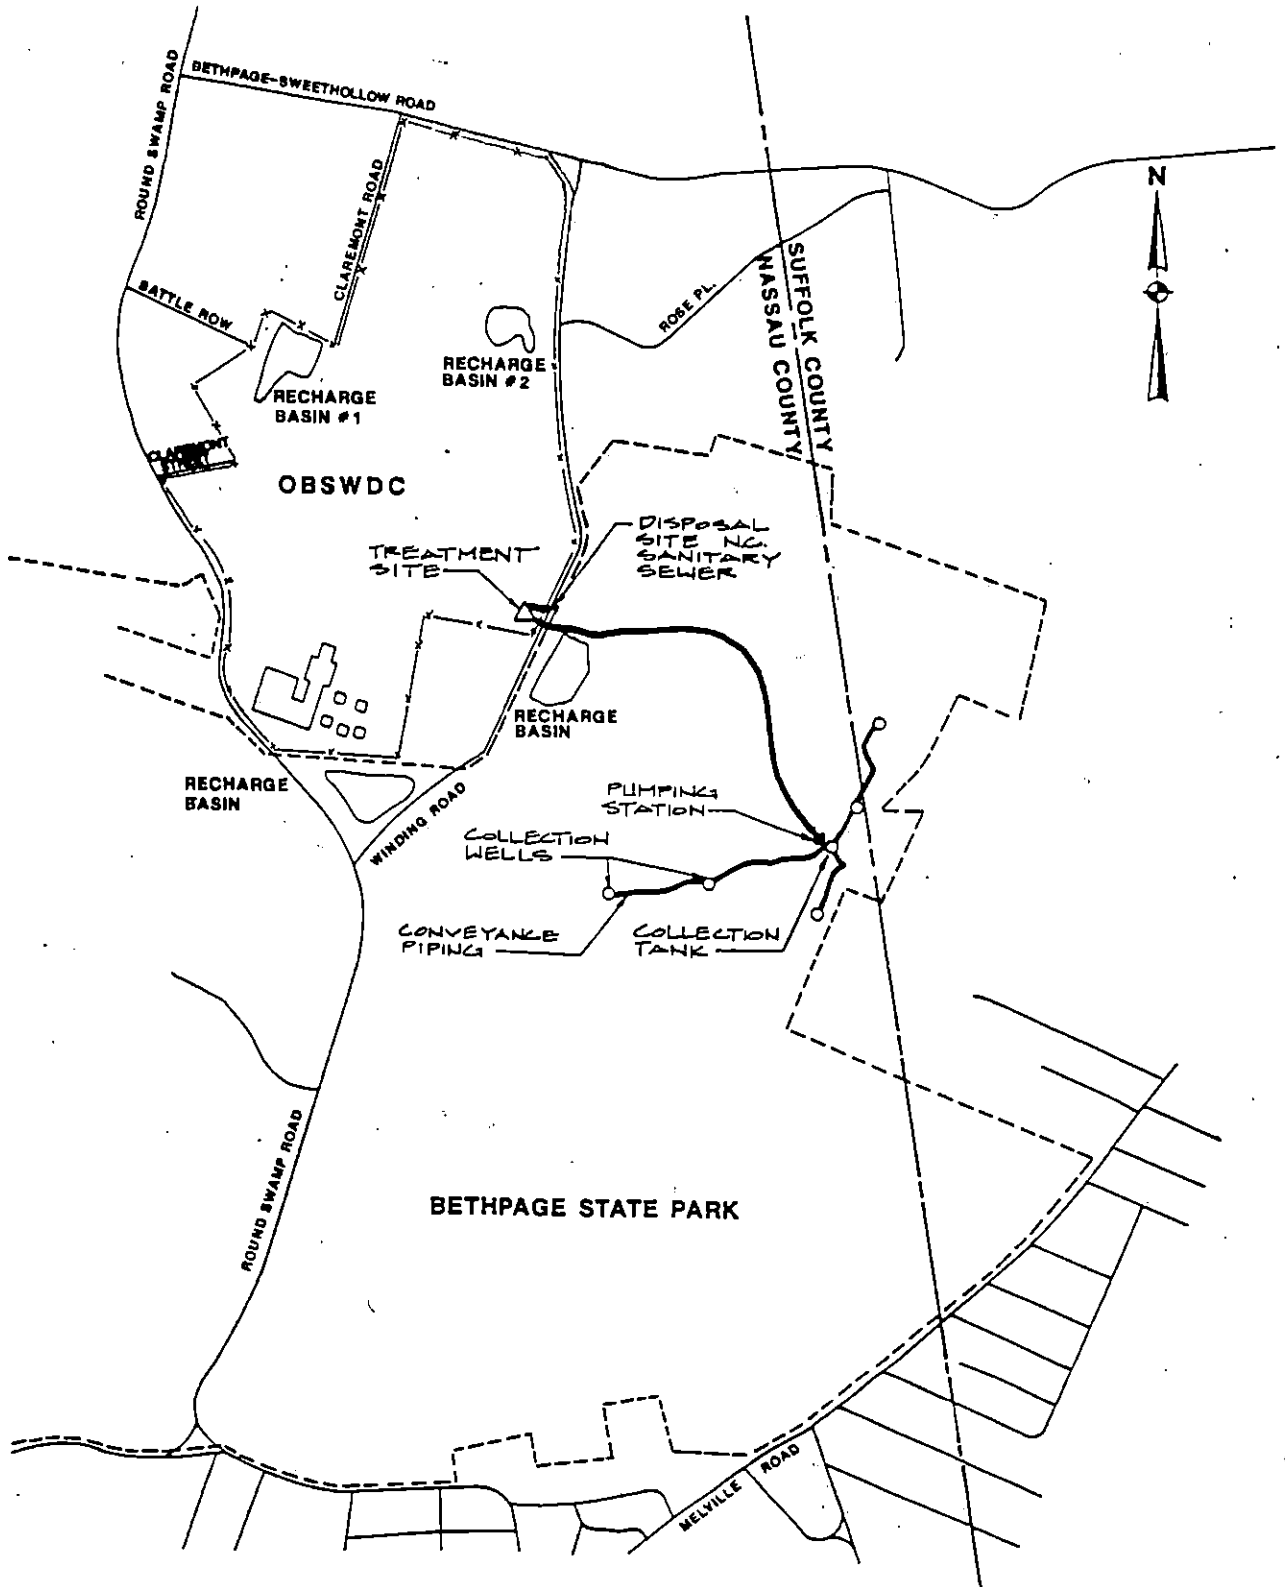 BETHPAGE-SWEETHOLLOW ROAD
ROUND SWAMP ROAD
CLAREMONT ROAD
N
BATTLE ROW
ROSE PL.
SUFFOLK COUNTY
NASSAU COUNTY
RECHARGE
BASIN #2
RECHARGE
BASIN #1
CLAREMONT
OBSWDC
DISPOSAL
SITE NC.
SANITARY
SEWER
TREATMENT
SITE
RECHARGE
BASIN
RECHARGE
BASIN
WINDING ROAD
PUMPING
STATION
COLLECTION
WELLS
CONVEYANCE
PIPING
COLLECTION
TANK
ROUND SWAMP ROAD
BETHPAGE STATE PARK
MELVILLE ROAD